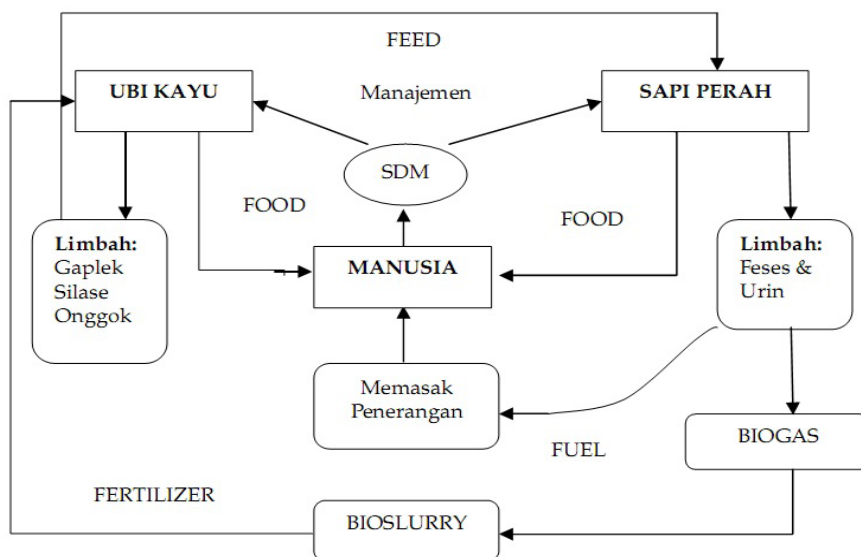 FEED
UBI KAYU
Manajemen
SAPI PERAH
SDM
FOOD
FOOD
Limbah:
Gaplek
Silase
Onggok
MANUSIA
Limbah:
Feses &
Urin
Memasak
Penerangan
BIOGAS
FUEL
FERTILIZER
BIOSLURRY